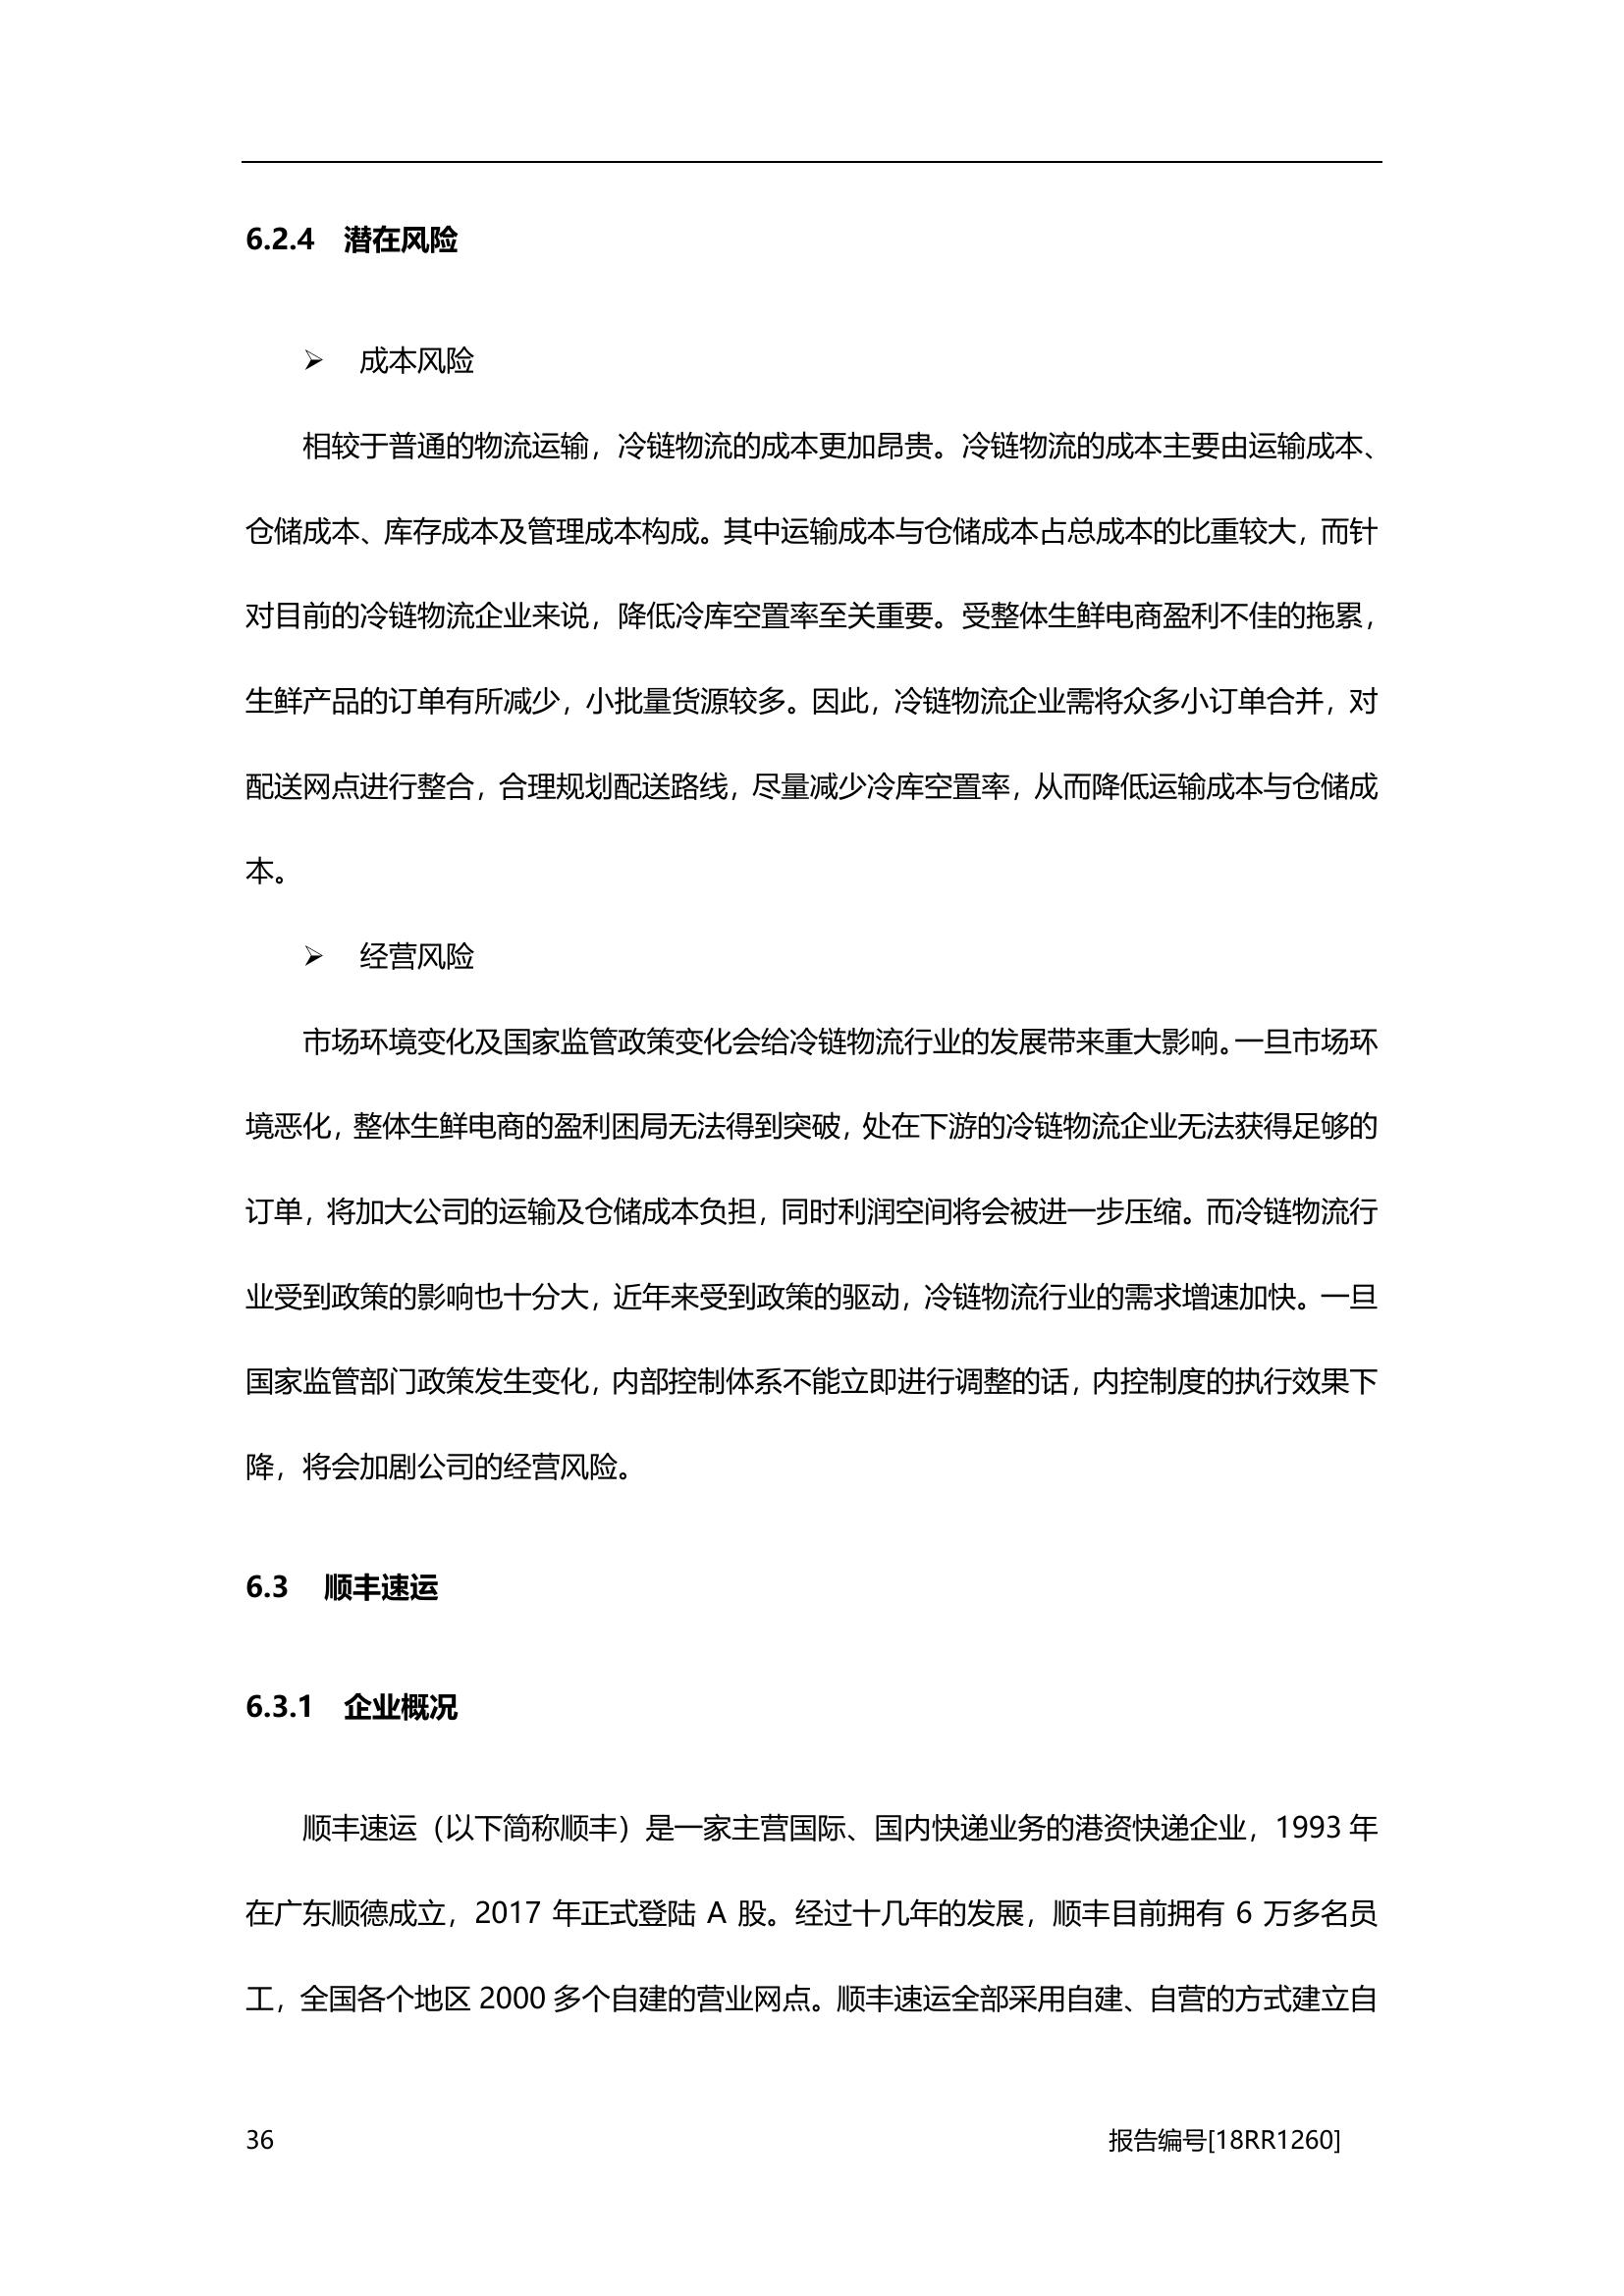 6.2.4 潜在风险
➢ 成本风险
相较于普通的物流运输，冷链物流的成本更加昂贵。冷链物流的成本主要由运输成本、
仓储成本、库存成本及管理成本构成。其中运输成本与仓储成本占总成本的比重较大，而针
对目前的冷链物流企业来说，降低冷库空置率至关重要。受整体生鲜电商盈利不佳的拖累，
生鲜产品的订单有所减少，小批量货源较多。因此，冷链物流企业需将众多小订单合并，对
配送网点进行整合，合理规划配送路线，尽量减少冷库空置率，从而降低运输成本与仓储成
本。
➢ 经营风险
市场环境变化及国家监管政策变化会给冷链物流行业的发展带来重大影响。一旦市场环
境恶化，整体生鲜电商的盈利困局无法得到突破，处在下游的冷链物流企业无法获得足够的
订单，将加大公司的运输及仓储成本负担，同时利润空间将会被进一步压缩。而冷链物流行
业受到政策的影响也十分大，近年来受到政策的驱动，冷链物流行业的需求增速加快。一旦
国家监管部门政策发生变化，内部控制体系不能立即进行调整的话，内控制度的执行效果下
降，将会加剧公司的经营风险。
6.3 顺丰速运
6.3.1 企业概况
顺丰速运（以下简称顺丰）是一家主营国际、国内快递业务的港资快递企业，1993 年
在广东顺德成立，2017 年正式登陆 A 股。经过十几年的发展，顺丰目前拥有 6 万多名员
工，全国各个地区 2000 多个自建的营业网点。顺丰速运全部采用自建、自营的方式建立自
36 报告编号[18RR1260]